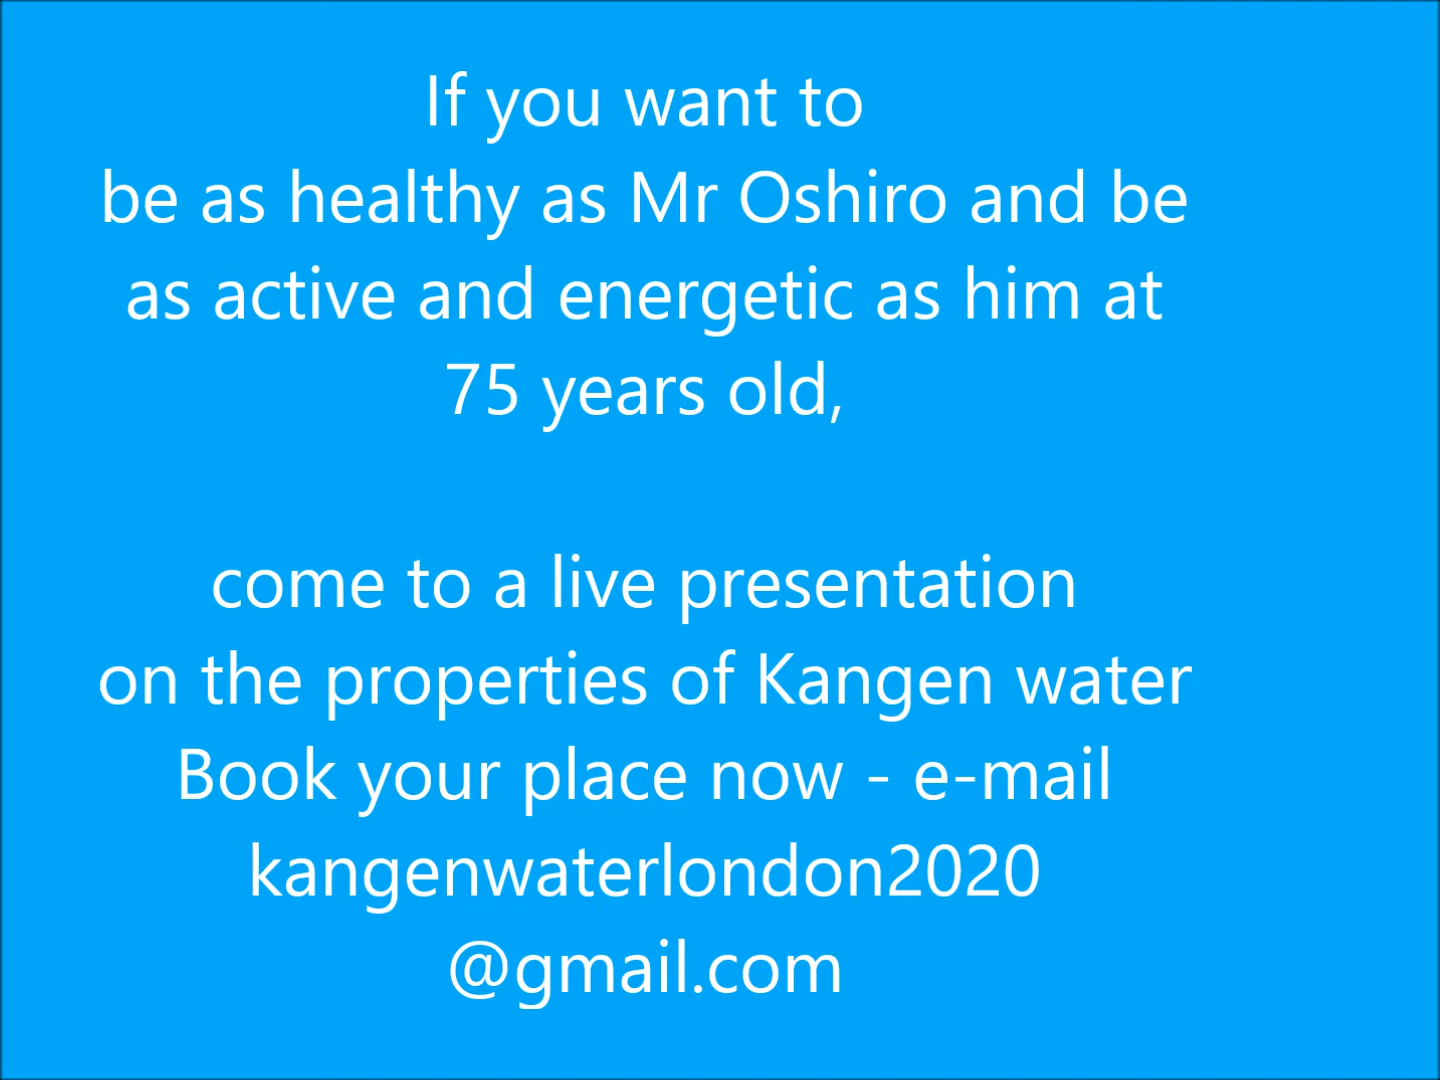 If you want to
be as healthy as Mr Oshiro and be
as active and energetic as him at
75 years old,
come to a live presentation
on the properties of Kangen water
Book your place now - e-mail
kangenwaterlondon2020
@gmail.com